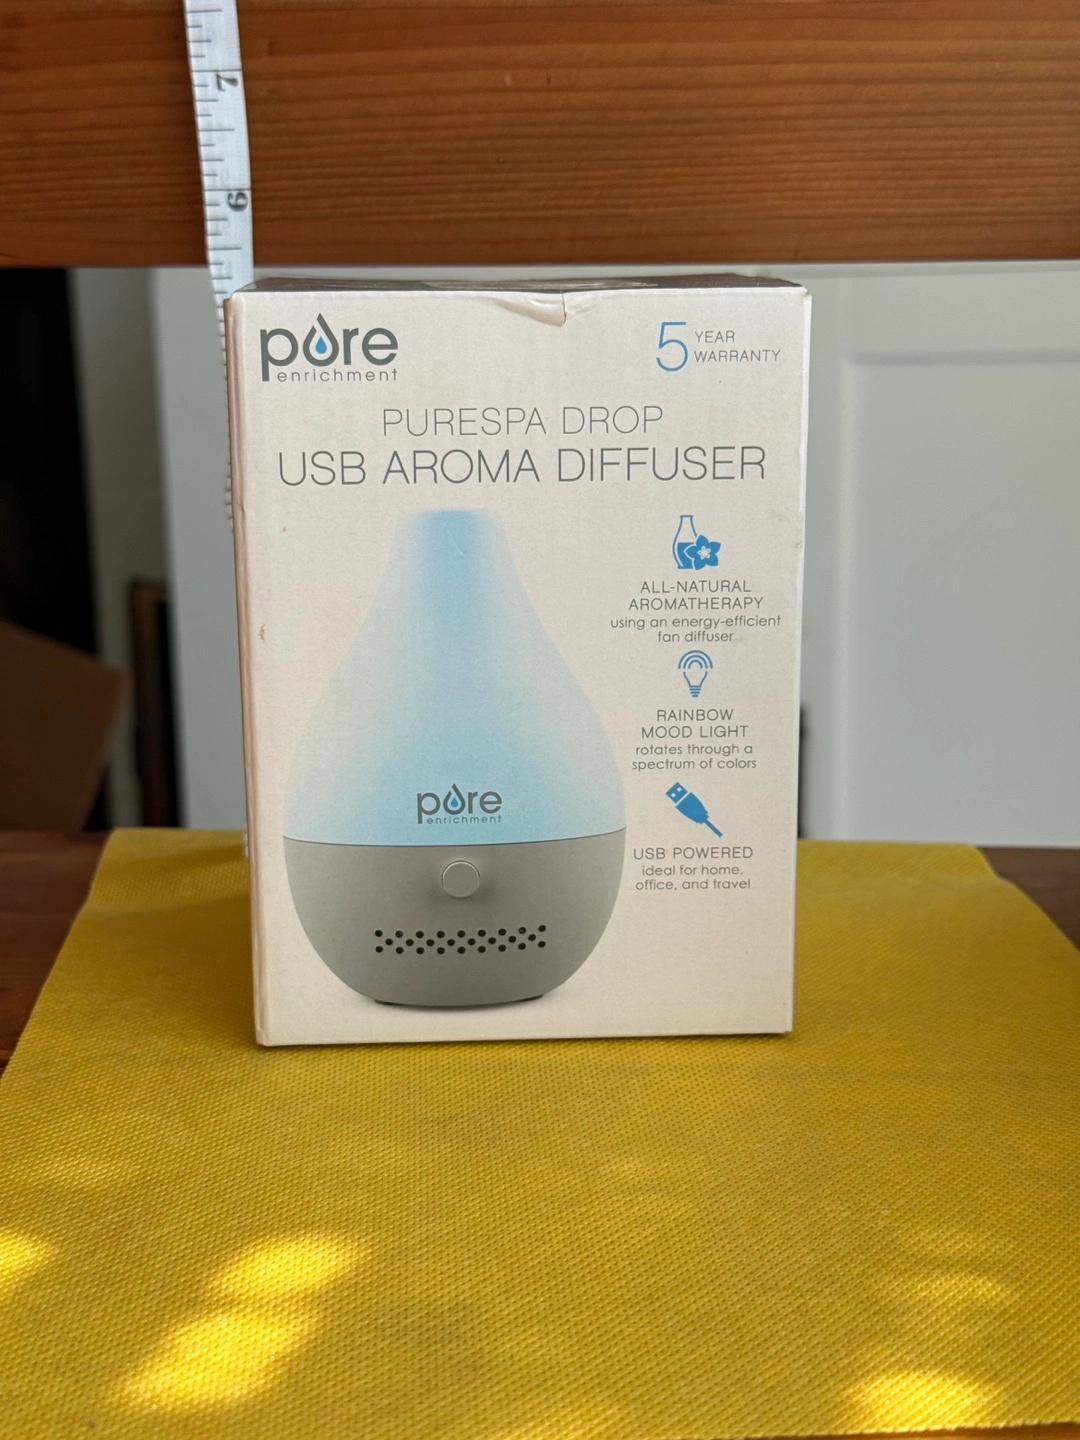 7
6
pure
enrichment
5 YEAR
WARRANTY
PURESPA DROP
USB AROMA DIFFUSER
ALL-NATURAL
AROMATHERAPY
using an energy-efficient
fan diffuser
RAINBOW
MOOD LIGHT
rotates through a
spectrum of colors
pure
enrichment
USB POWERED
ideal for home,
office, and travel